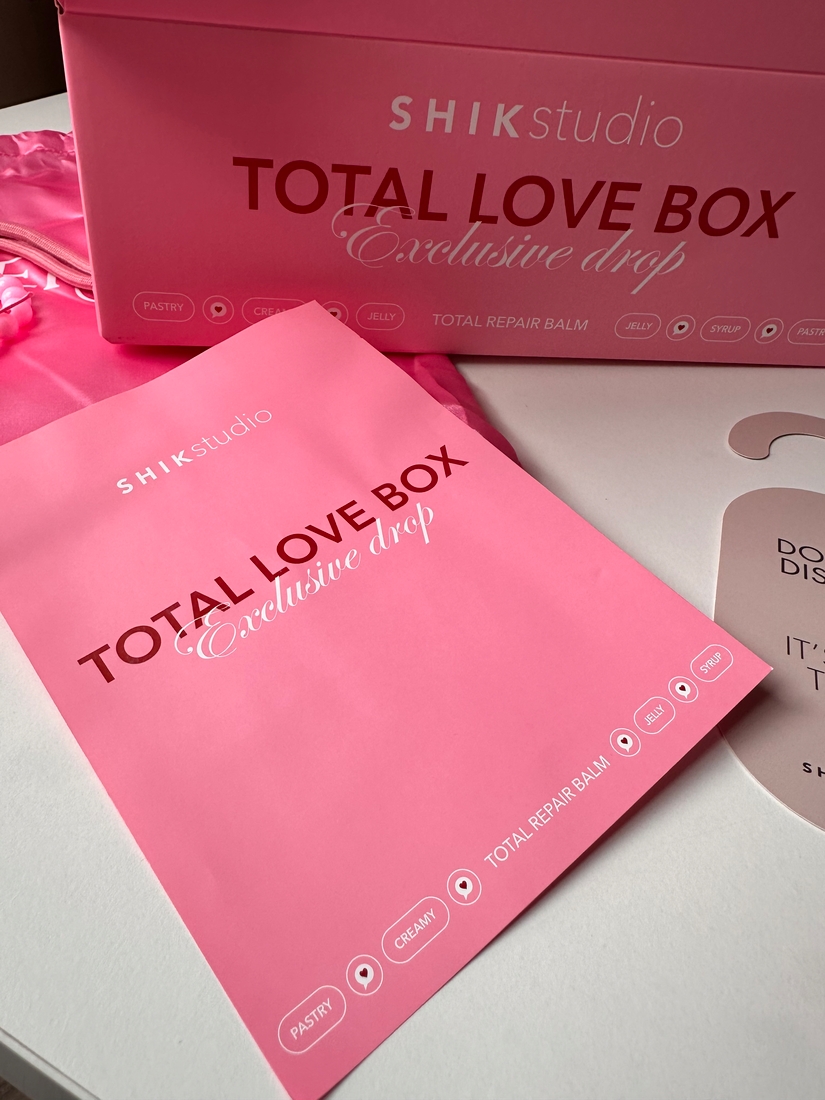 SHIKstudio
TOTAL LOVE BOX
Exclusive drop
PASTRY JELLY TOTAL REPAIR BALM JELLY SYRUP
SHIKstudio
TOTAL LOVE BOX
Exclusive drop
PASTRY CREAMY TOTAL REPAIR BALM JELLY SYRUP
IT'S